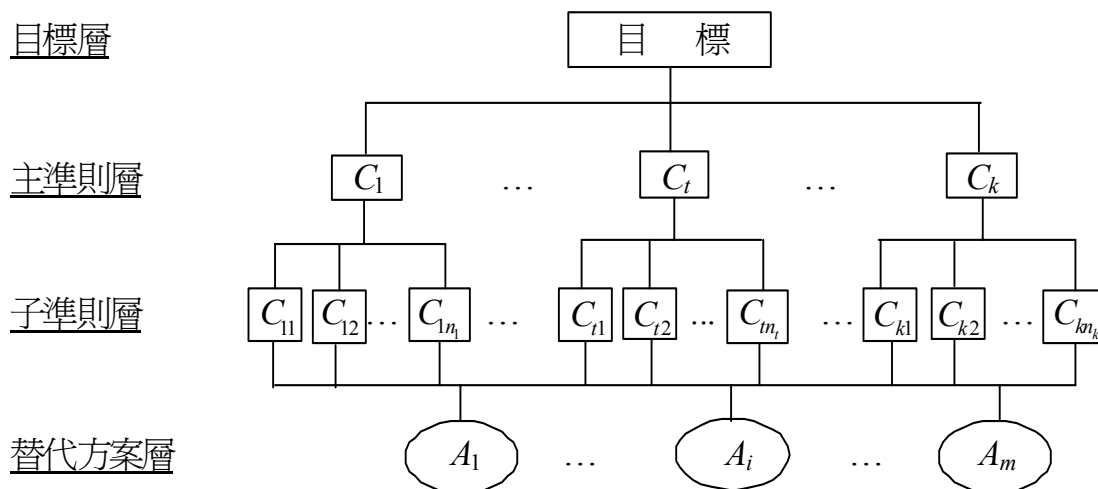 目標層 目 標
主準則層 C₁ … Cₜ … Cₖ
子準則層 C₁₁ C₁₂ … C₁ₙ₁ … Cₜ₁ Cₜ₂ ... Cₜₙₜ … Cₖ₁ Cₖ₂ … Cₖₙₖ
替代方案層 A₁ … Aᵢ … Aₘ